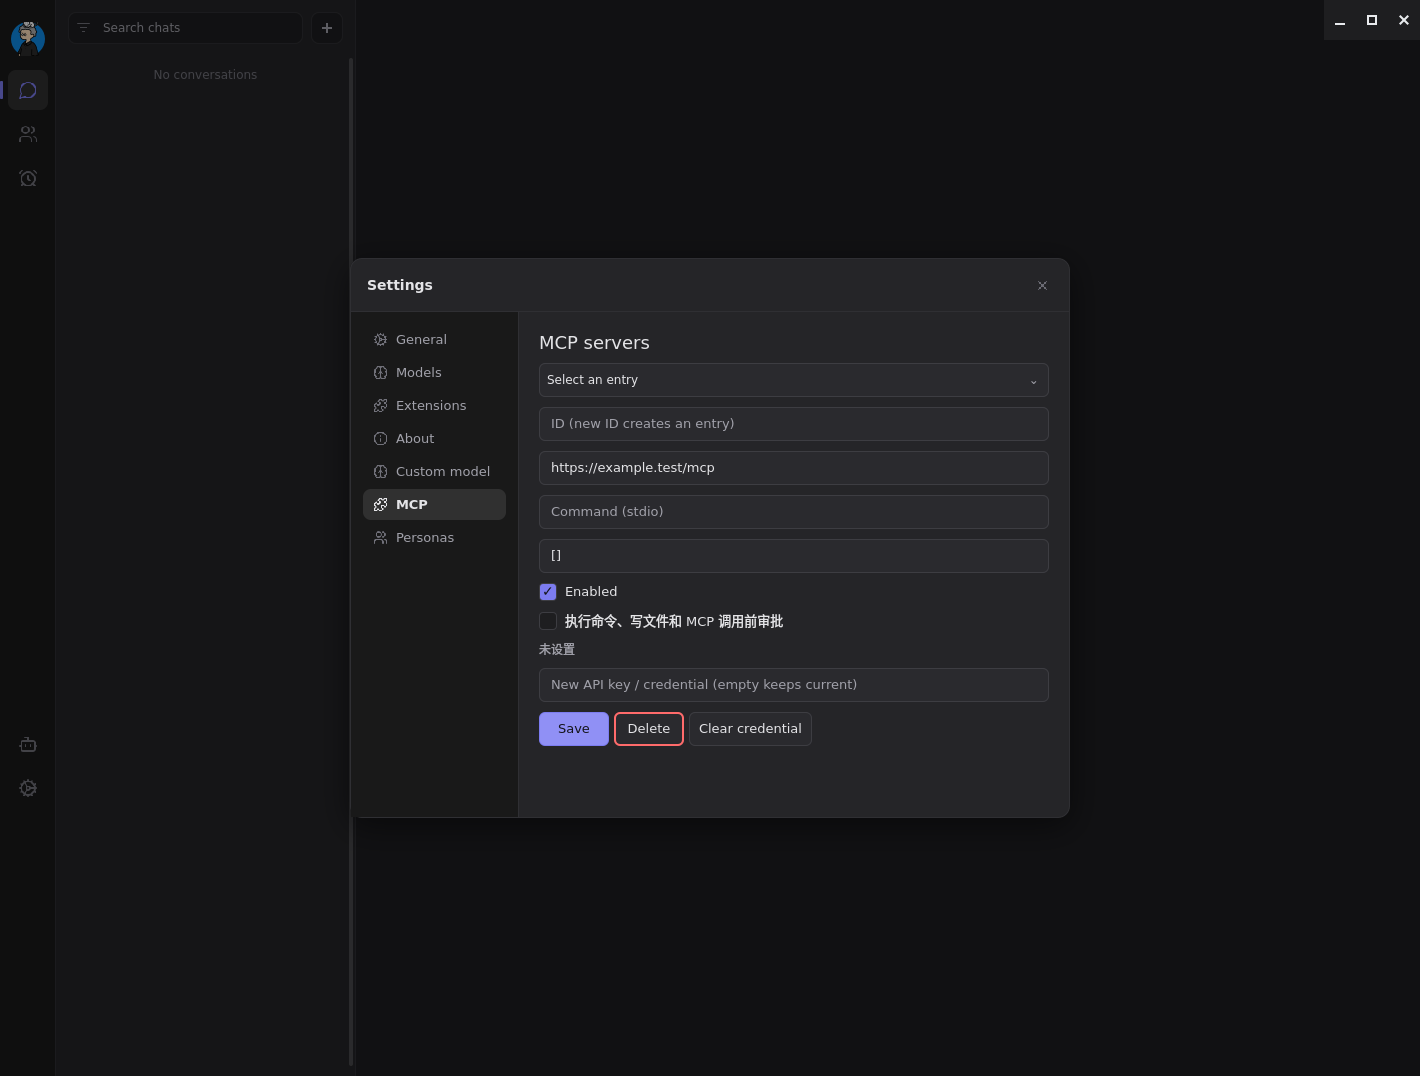 Search chats
No conversations
Settings
General
Models
Extensions
About
Custom model
MCP
Personas
MCP servers
Select an entry
ID (new ID creates an entry)
https://example.test/mcp
Command (stdio)
[]
Enabled
执行命令、写文件和 MCP 调用前审批
未设置
New API key / credential (empty keeps current)
Save
Delete
Clear credential